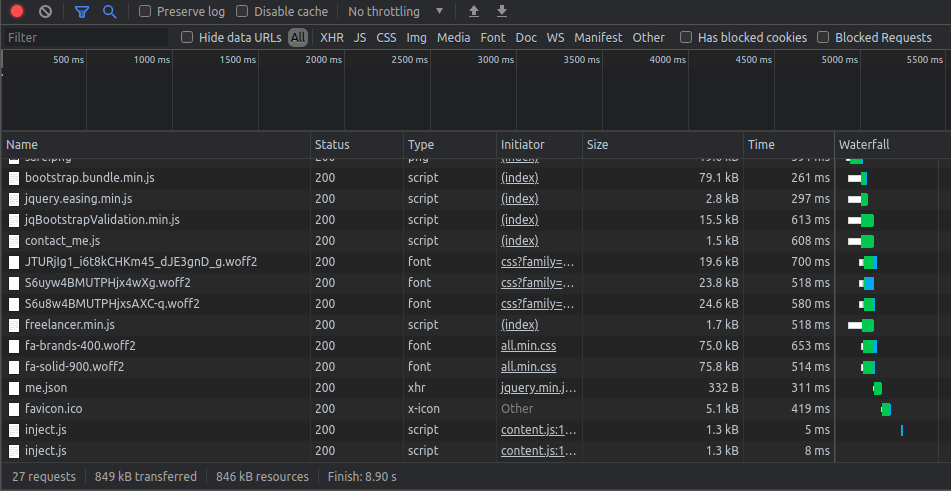 Preserve log Disable cache No throttling
Filter Hide data URLs All XHR JS CSS Img Media Font Doc WS Manifest Other Has blocked cookies Blocked Requests
500 ms 1000 ms 1500 ms 2000 ms 2500 ms 3000 ms 3500 ms 4000 ms 4500 ms 5000 ms 5500 ms
Name Status Type Initiator Size Time Waterfall
bootstrap.bundle.min.js 200 script (index) 79.1 kB 261 ms
jquery.easing.min.js 200 script (index) 2.8 kB 297 ms
jqBootstrapValidation.min.js 200 script (index) 15.5 kB 613 ms
contact_me.js 200 script (index) 1.5 kB 608 ms
JTURjIg1_i6t8kCHKm45_dJE3gnD_g.woff2 200 font css?family=... 19.6 kB 700 ms
S6uyw4BMUTPHjx4wXg.woff2 200 font css?family=... 23.8 kB 518 ms
S6u8w4BMUTPHjxsAXC-q.woff2 200 font css?family=... 24.6 kB 580 ms
freelancer.min.js 200 script (index) 1.7 kB 518 ms
fa-brands-400.woff2 200 font all.min.css 75.0 kB 653 ms
fa-solid-900.woff2 200 font all.min.css 75.8 kB 514 ms
me.json 200 xhr jquery.min.j... 332 B 311 ms
favicon.ico 200 x-icon Other 5.1 kB 419 ms
inject.js 200 script content.js:1... 1.3 kB 5 ms
inject.js 200 script content.js:1... 1.3 kB 8 ms
27 requests 849 kB transferred 846 kB resources Finish: 8.90 s